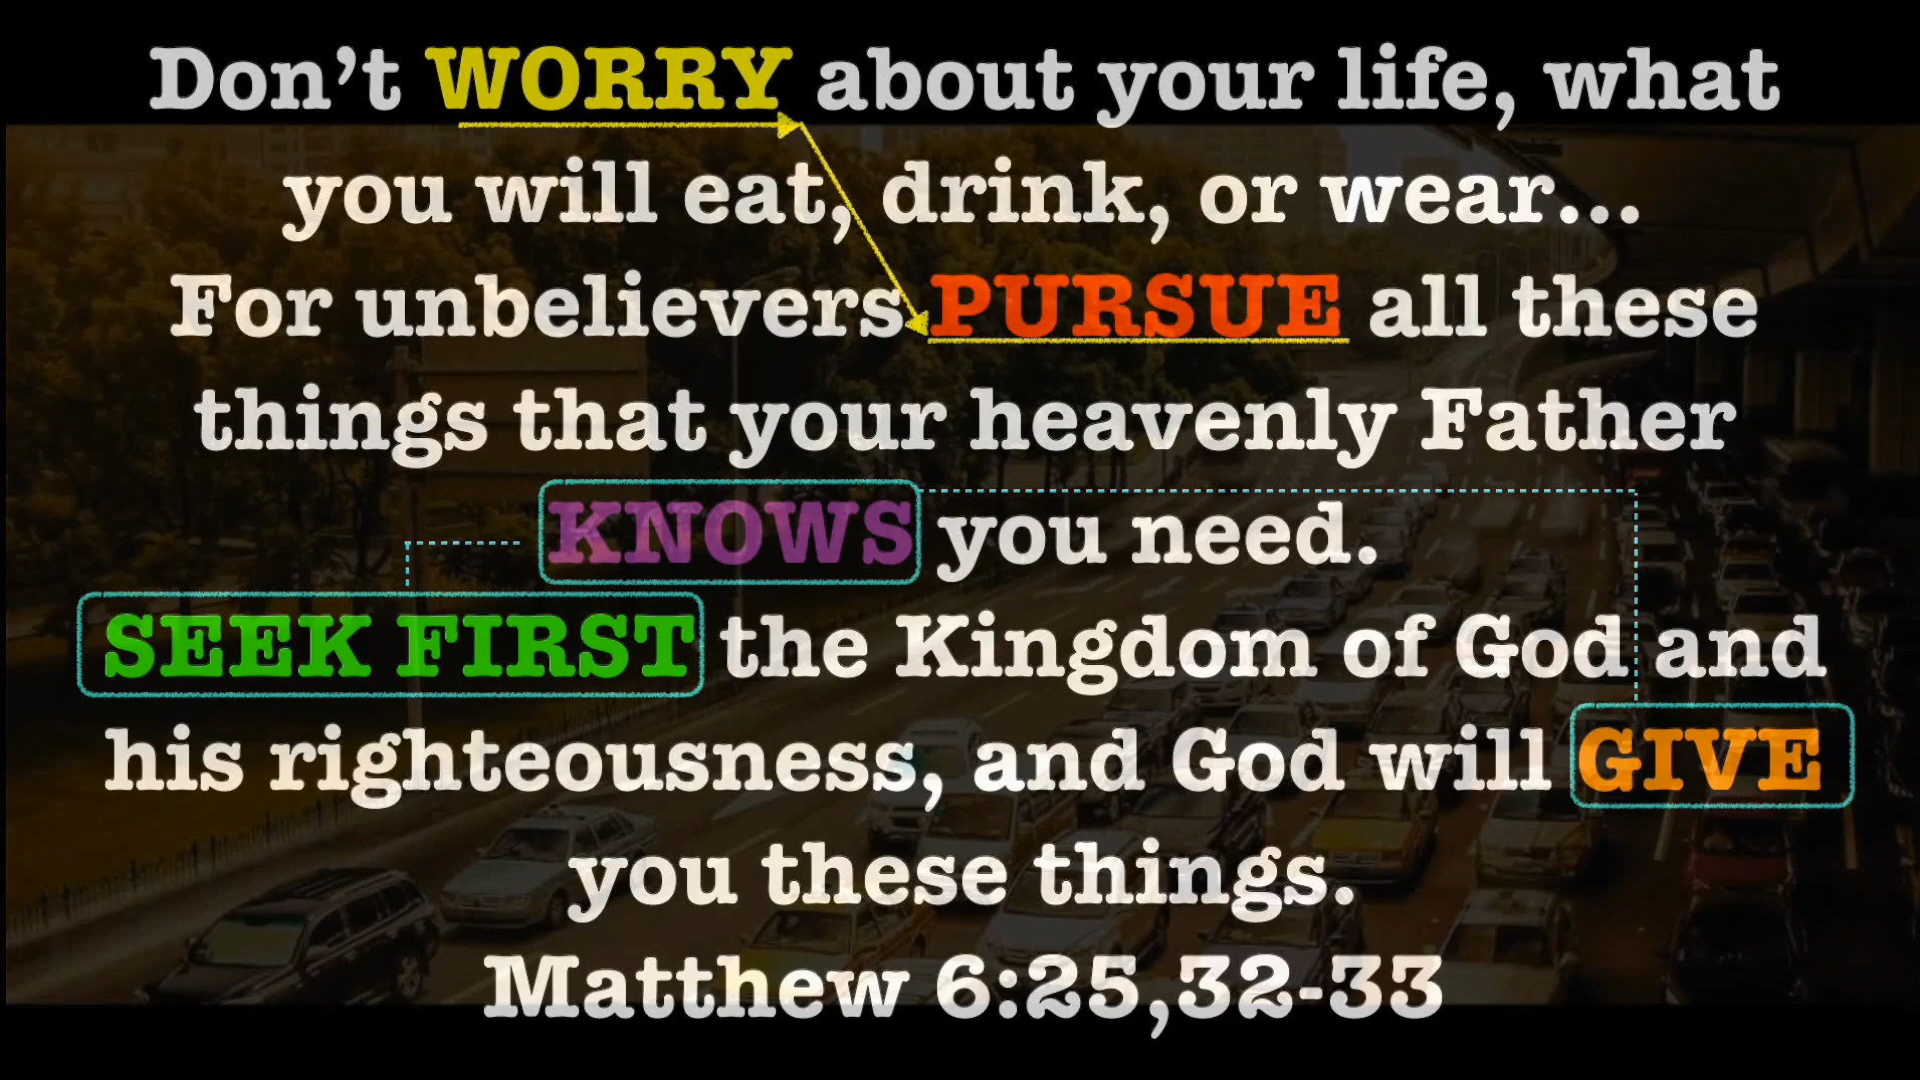 Don’t WORRY about your life, what
you will eat, drink, or wear...
For unbelievers PURSUE all these
things that your heavenly Father
KNOWS you need.
SEEK FIRST the Kingdom of God and
his righteousness, and God will GIVE
you these things.
Matthew 6:25,32-33